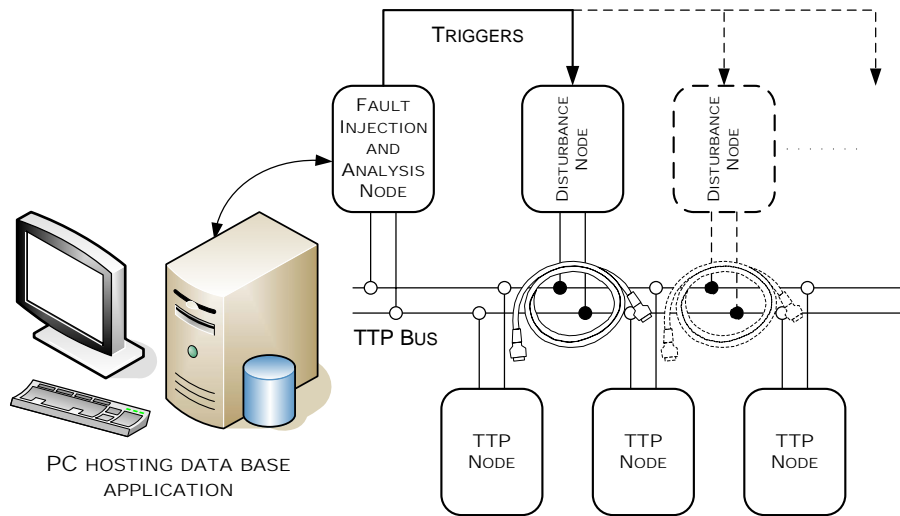 TRIGGERS
FAULT
INJECTION
AND
ANALYSIS
NODE
DISTURBANCE
NODE
DISTURBANCE
NODE
TTP BUS
TTP
NODE
TTP
NODE
TTP
NODE
PC HOSTING DATA BASE
APPLICATION